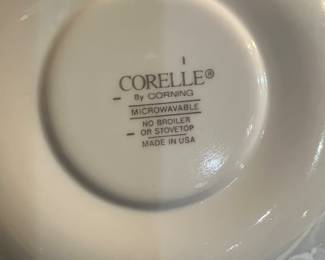 CORELLE®
By CORNING
MICROWAVABLE
NO BROILER
OR STOVETOP
MADE IN USA